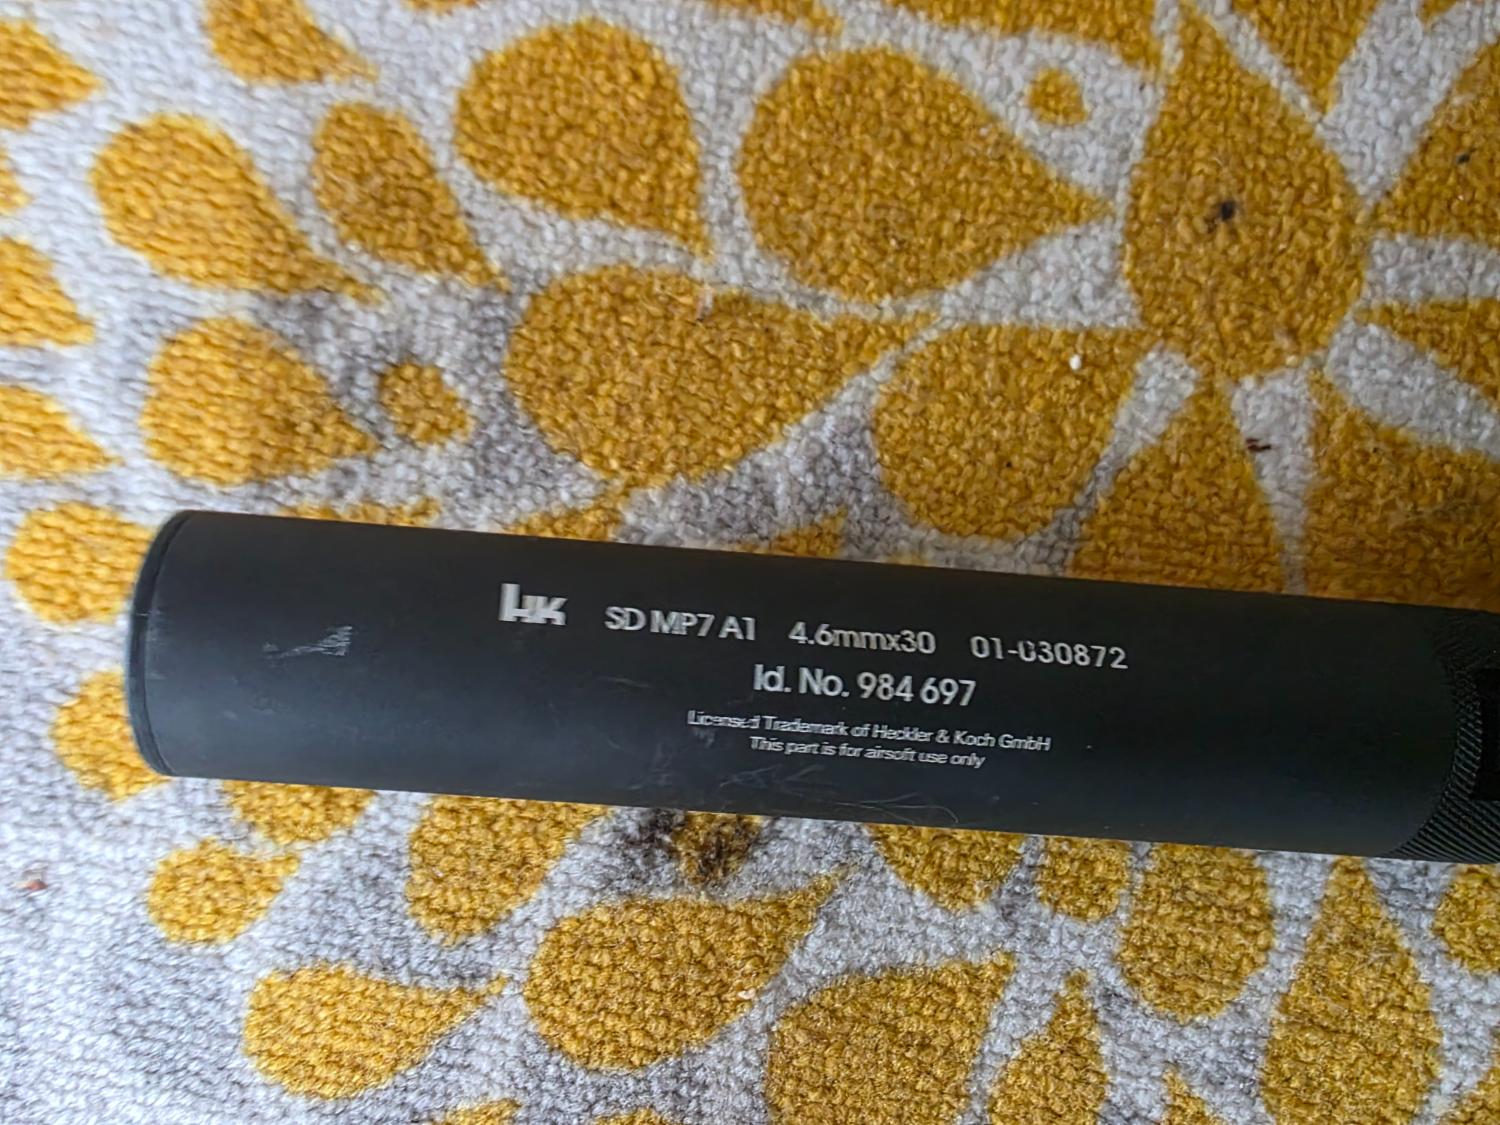 HK SD MP7 A1 4.6mmx30 01-030872
Id. No. 984 697
Licensed Trademark of Heckler & Koch GmbH
This part is for airsoft use only